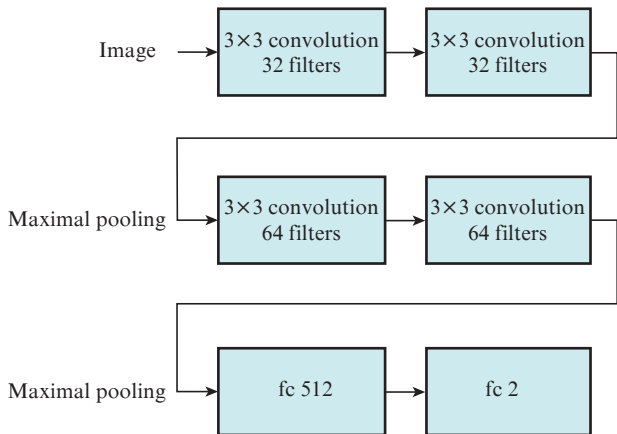 Image
3×3 convolution
32 filters
3×3 convolution
32 filters
Maximal pooling
3×3 convolution
64 filters
3×3 convolution
64 filters
Maximal pooling
fc 512
fc 2